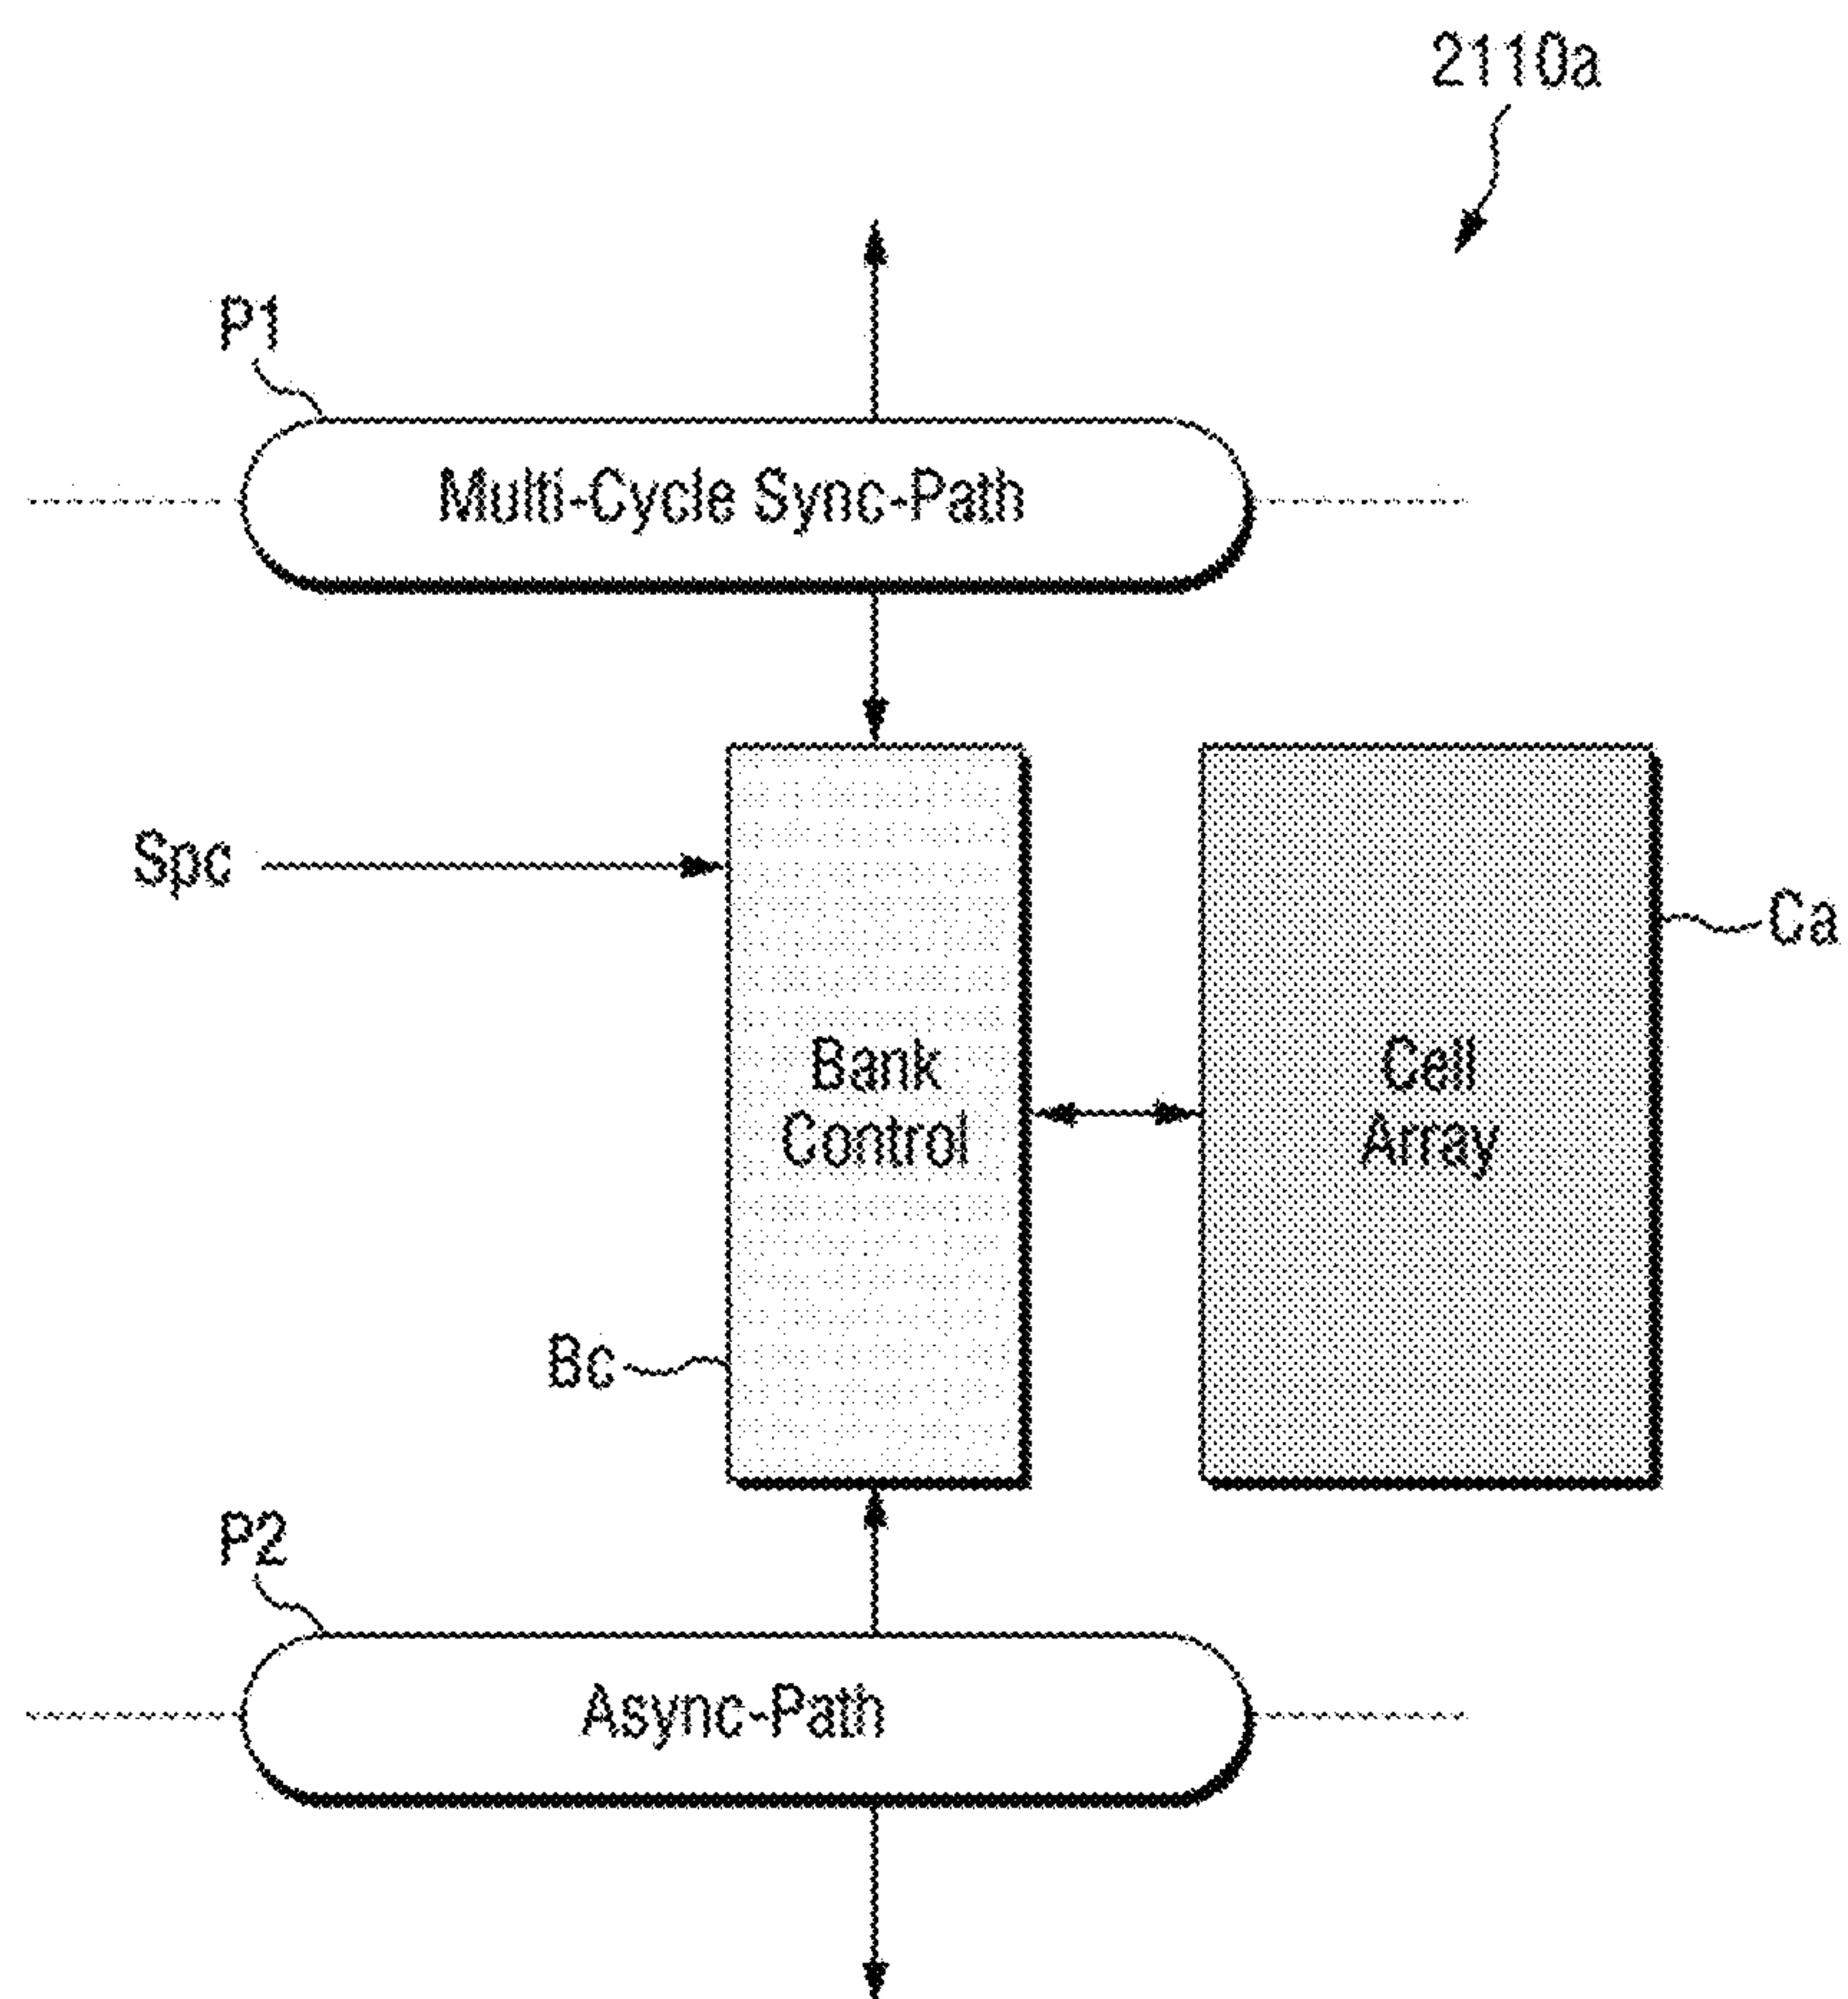 2110a
P1
Multi-Cycle Sync-Path
Spc
Ca
Bank
Control
Cell
Array
Bc
P2
Async-Path